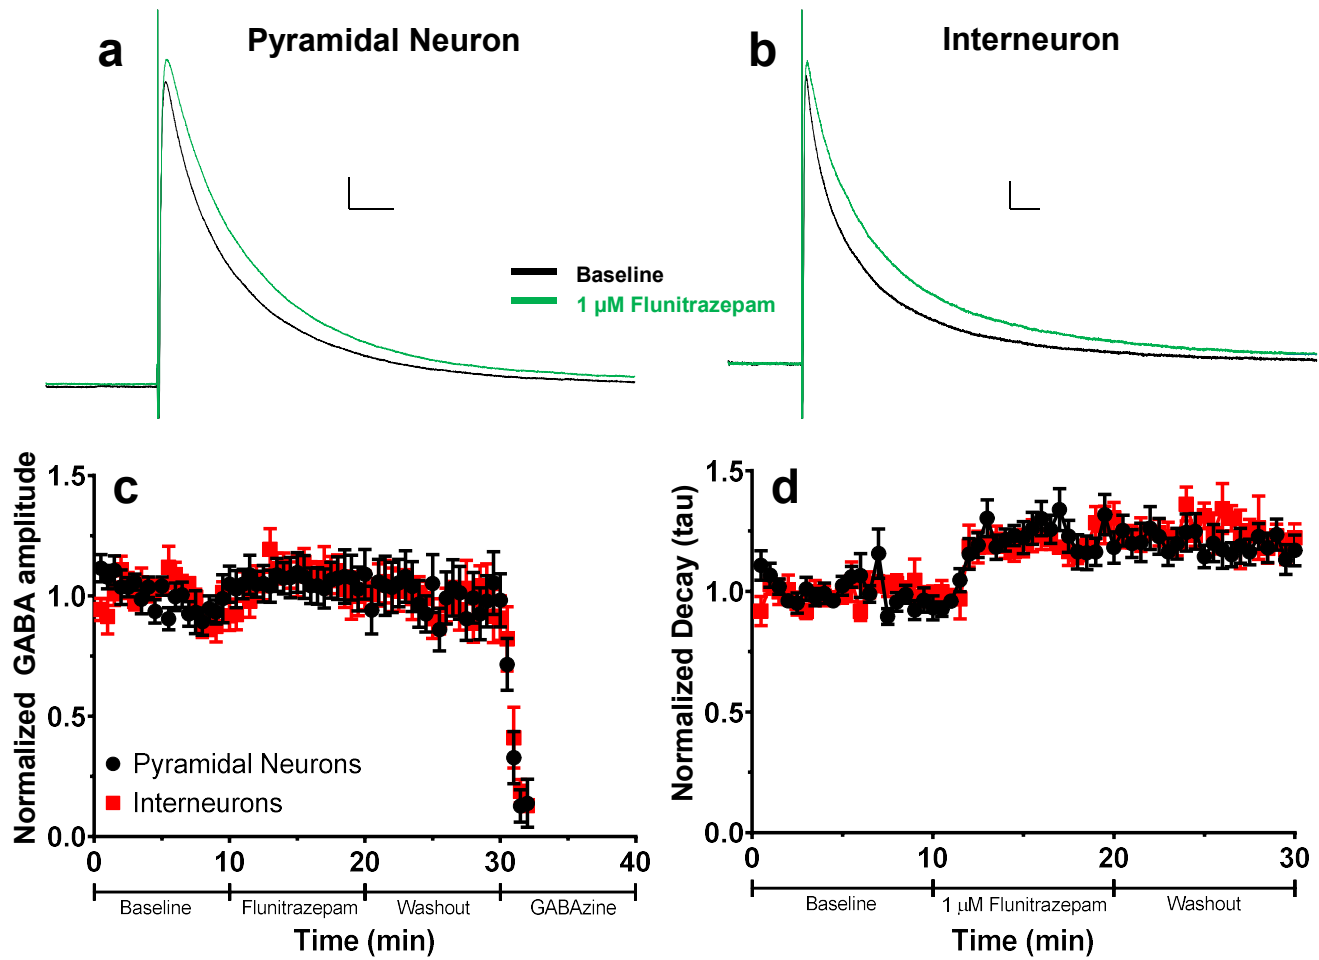 a
Pyramidal Neuron
b
Interneuron
Baseline
1 µM Flunitrazepam
c
Normalized GABA amplitude
1.5
1.0
0.5
0.0
Pyramidal Neurons
Interneurons
0
10
20
30
40
Baseline
Flunitrazepam
Washout
GABAzine
Time (min)
d
Normalized Decay (tau)
1.5
1.0
0.5
0.0
0
10
20
30
Baseline
1 µM Flunitrazepam
Washout
Time (min)